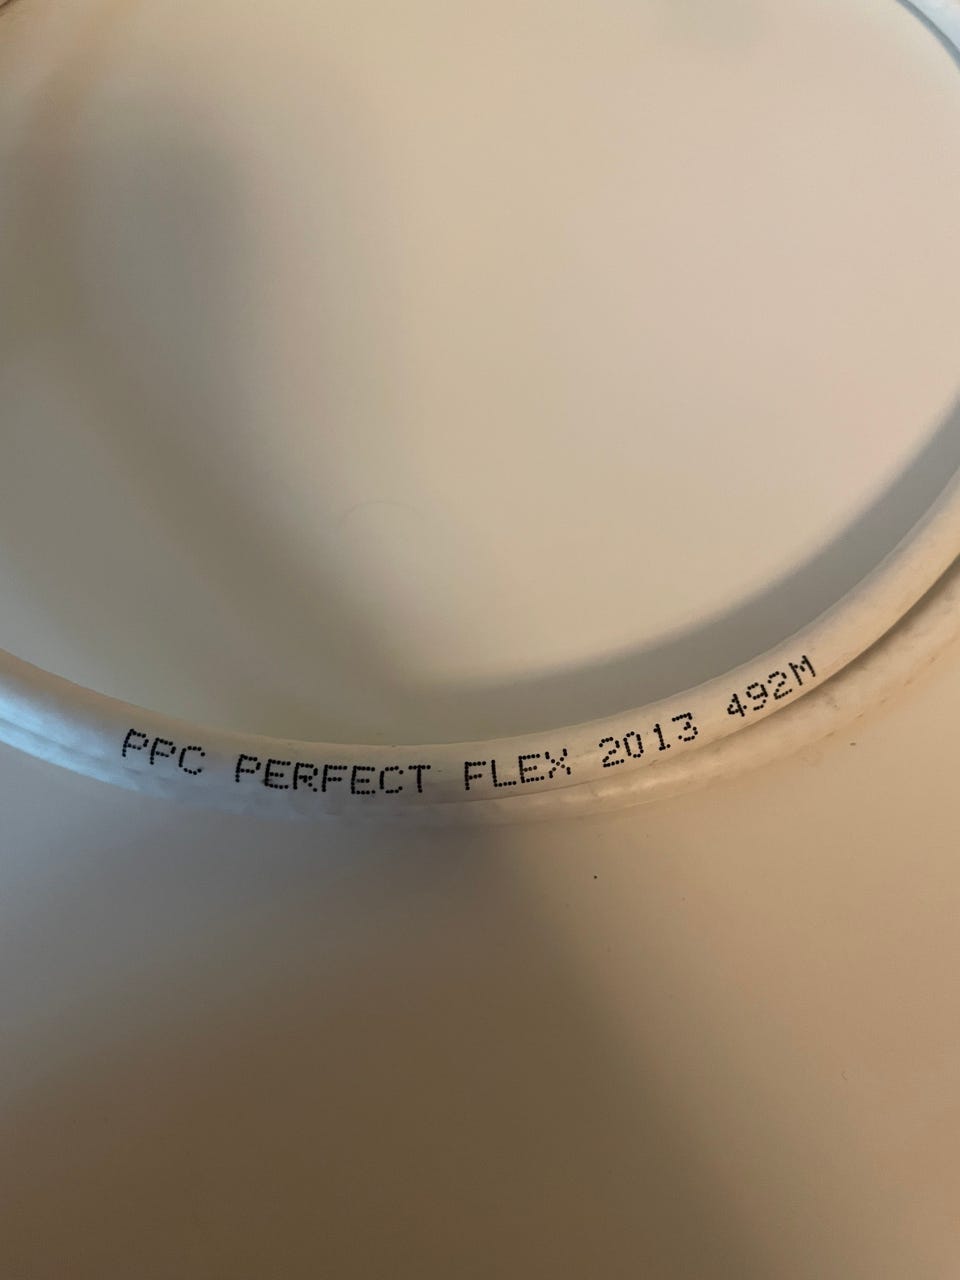 PPC PERFECT FLEX 2013 492M